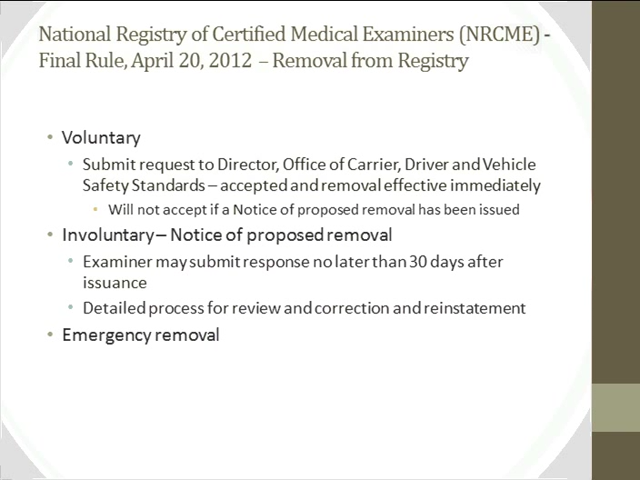 National Registry of Certified Medical Examiners (NRCME) -
Final Rule, April 20, 2012 – Removal from Registry
• Voluntary
• Submit request to Director, Office of Carrier, Driver and Vehicle
Safety Standards – accepted and removal effective immediately
• Will not accept if a Notice of proposed removal has been issued
• Involuntary – Notice of proposed removal
• Examiner may submit response no later than 30 days after
issuance
• Detailed process for review and correction and reinstatement
• Emergency removal